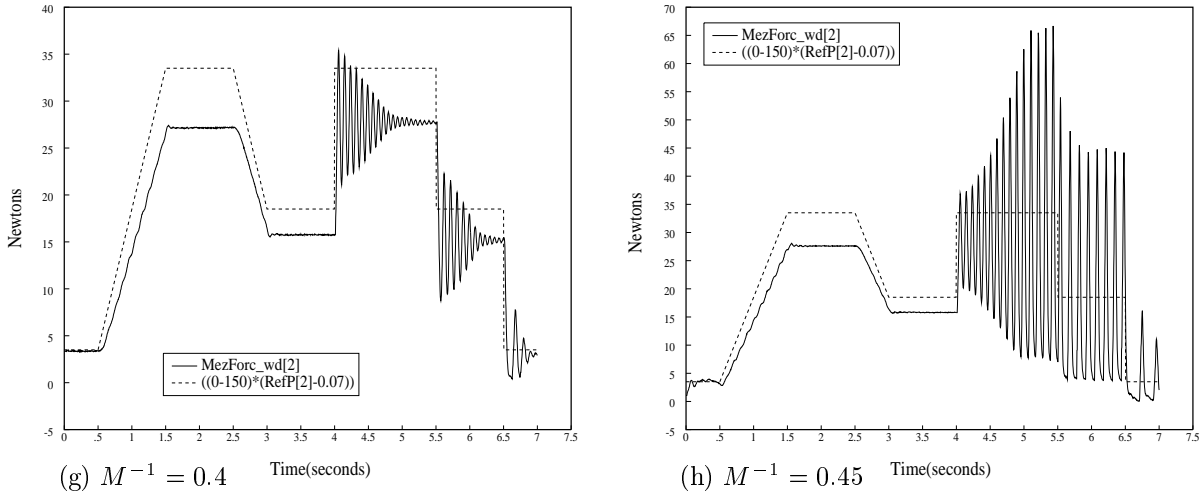 40
35
30
25
20
15
10
5
0
-5
Newtons
MezForc_wd[2]
((0-150)*(RefP[2]-0.07))
0 .5 1 1.5 2 2.5 3 3.5 4 4.5 5 5.5 6 6.5 7 7.5
Time(seconds)
(g) M⁻¹ = 0.4
70
65
60
55
50
45
40
35
30
25
20
15
10
5
0
-5
Newtons
MezForc_wd[2]
((0-150)*(RefP[2]-0.07))
0 .5 1 1.5 2 2.5 3 3.5 4 4.5 5 5.5 6 6.5 7 7.5
Time(seconds)
(h) M⁻¹ = 0.45